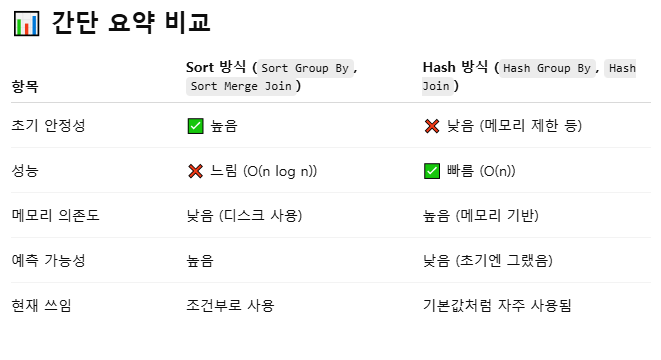 📊 간단 요약 비교
항목 Sort 방식 (Sort Group By, Sort Merge Join) Hash 방식 (Hash Group By, Hash Join)
초기 안정성 ✅ 높음 ❌ 낮음 (메모리 제한 등)
성능 ❌ 느림 (O(n log n)) ✅ 빠름 (O(n))
메모리 의존도 낮음 (디스크 사용) 높음 (메모리 기반)
예측 가능성 높음 낮음 (초기엔 그랬음)
현재 쓰임 조건부로 사용 기본값처럼 자주 사용됨